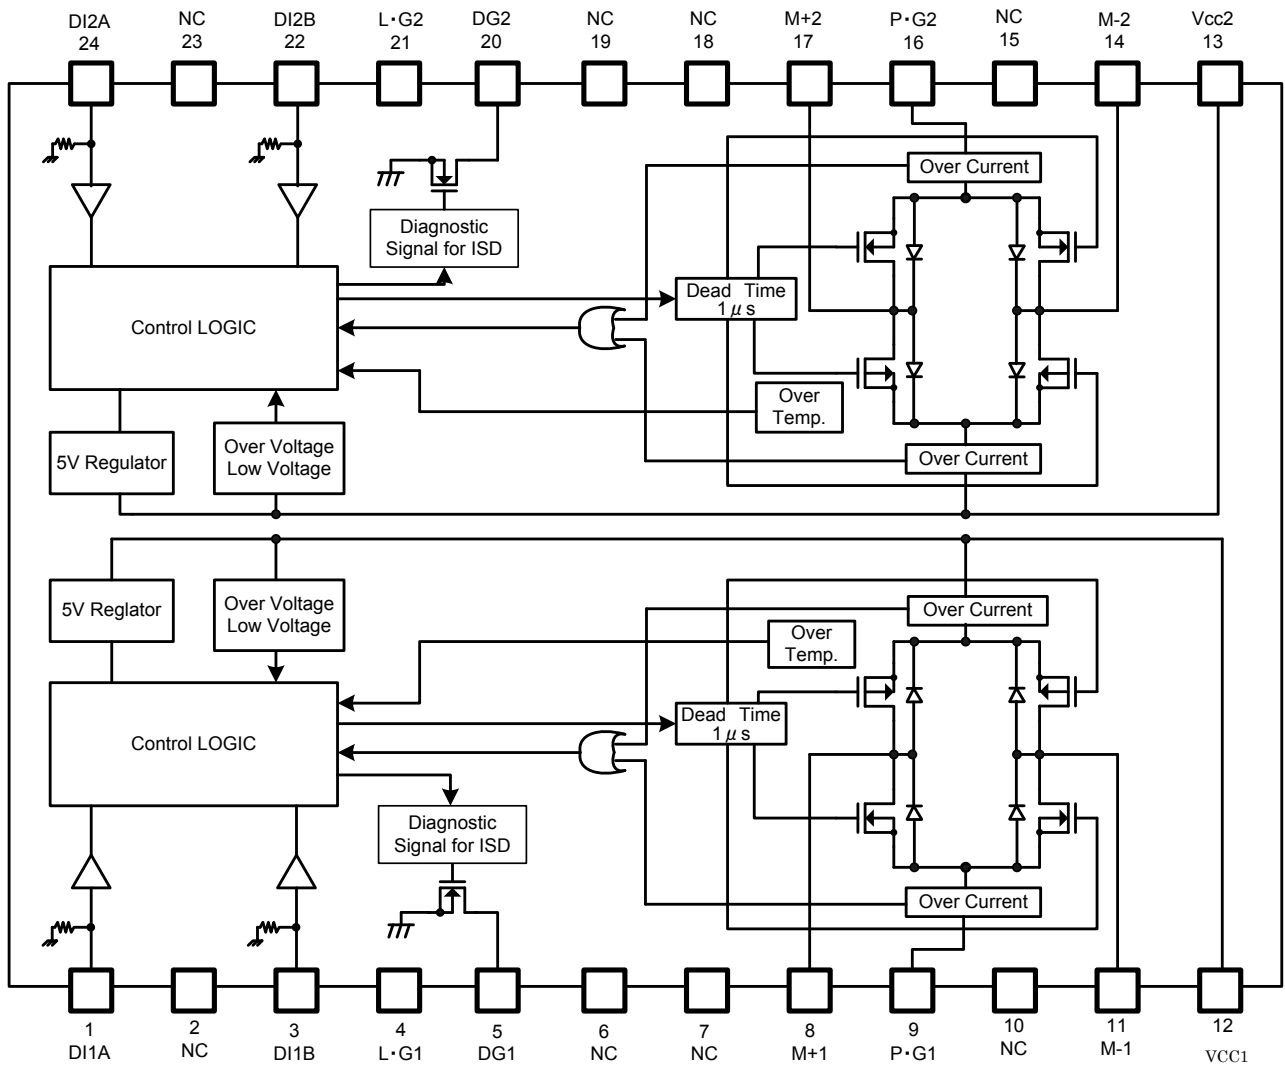 DI2A NC DI2B L·G2 DG2 NC NC M+2 P·G2 NC M-2 Vcc2
24 23 22 21 20 19 18 17 16 15 14 13
Over Current
Diagnostic
Signal for ISD
Dead Time
1μs
Control LOGIC
Over
Temp.
5V Regulator
Over Voltage
Low Voltage
Over Current
5V Reglator
Over Voltage
Low Voltage
Over Current
Over
Temp.
Dead Time
1μs
Control LOGIC
Diagnostic
Signal for ISD
Over Current
1 2 3 4 5 6 7 8 9 10 11 12
DI1A NC DI1B L·G1 DG1 NC NC M+1 P·G1 NC M-1 VCC1